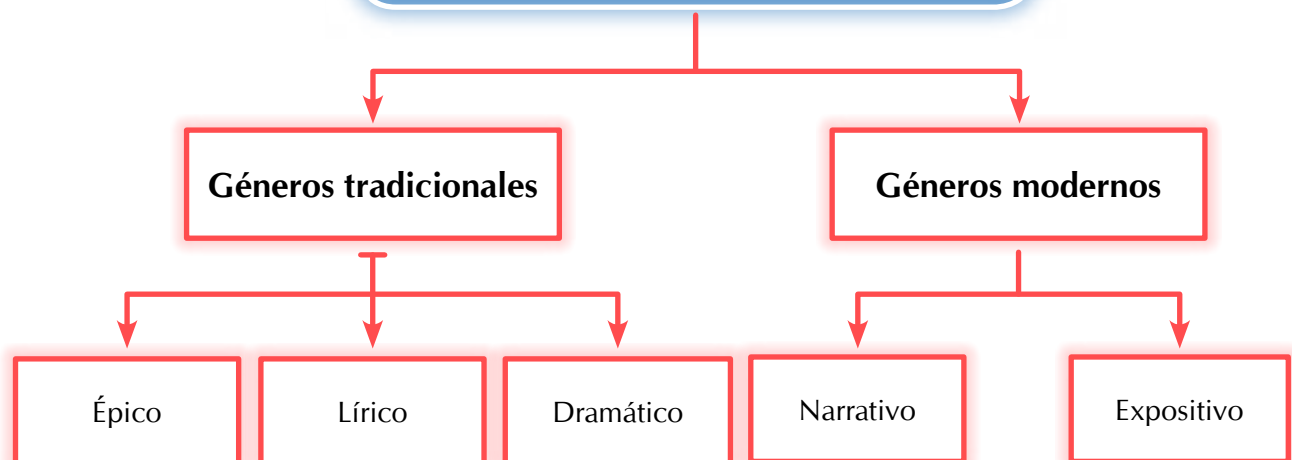 Géneros tradicionales
Géneros modernos
Épico
Lírico
Dramático
Narrativo
Expositivo